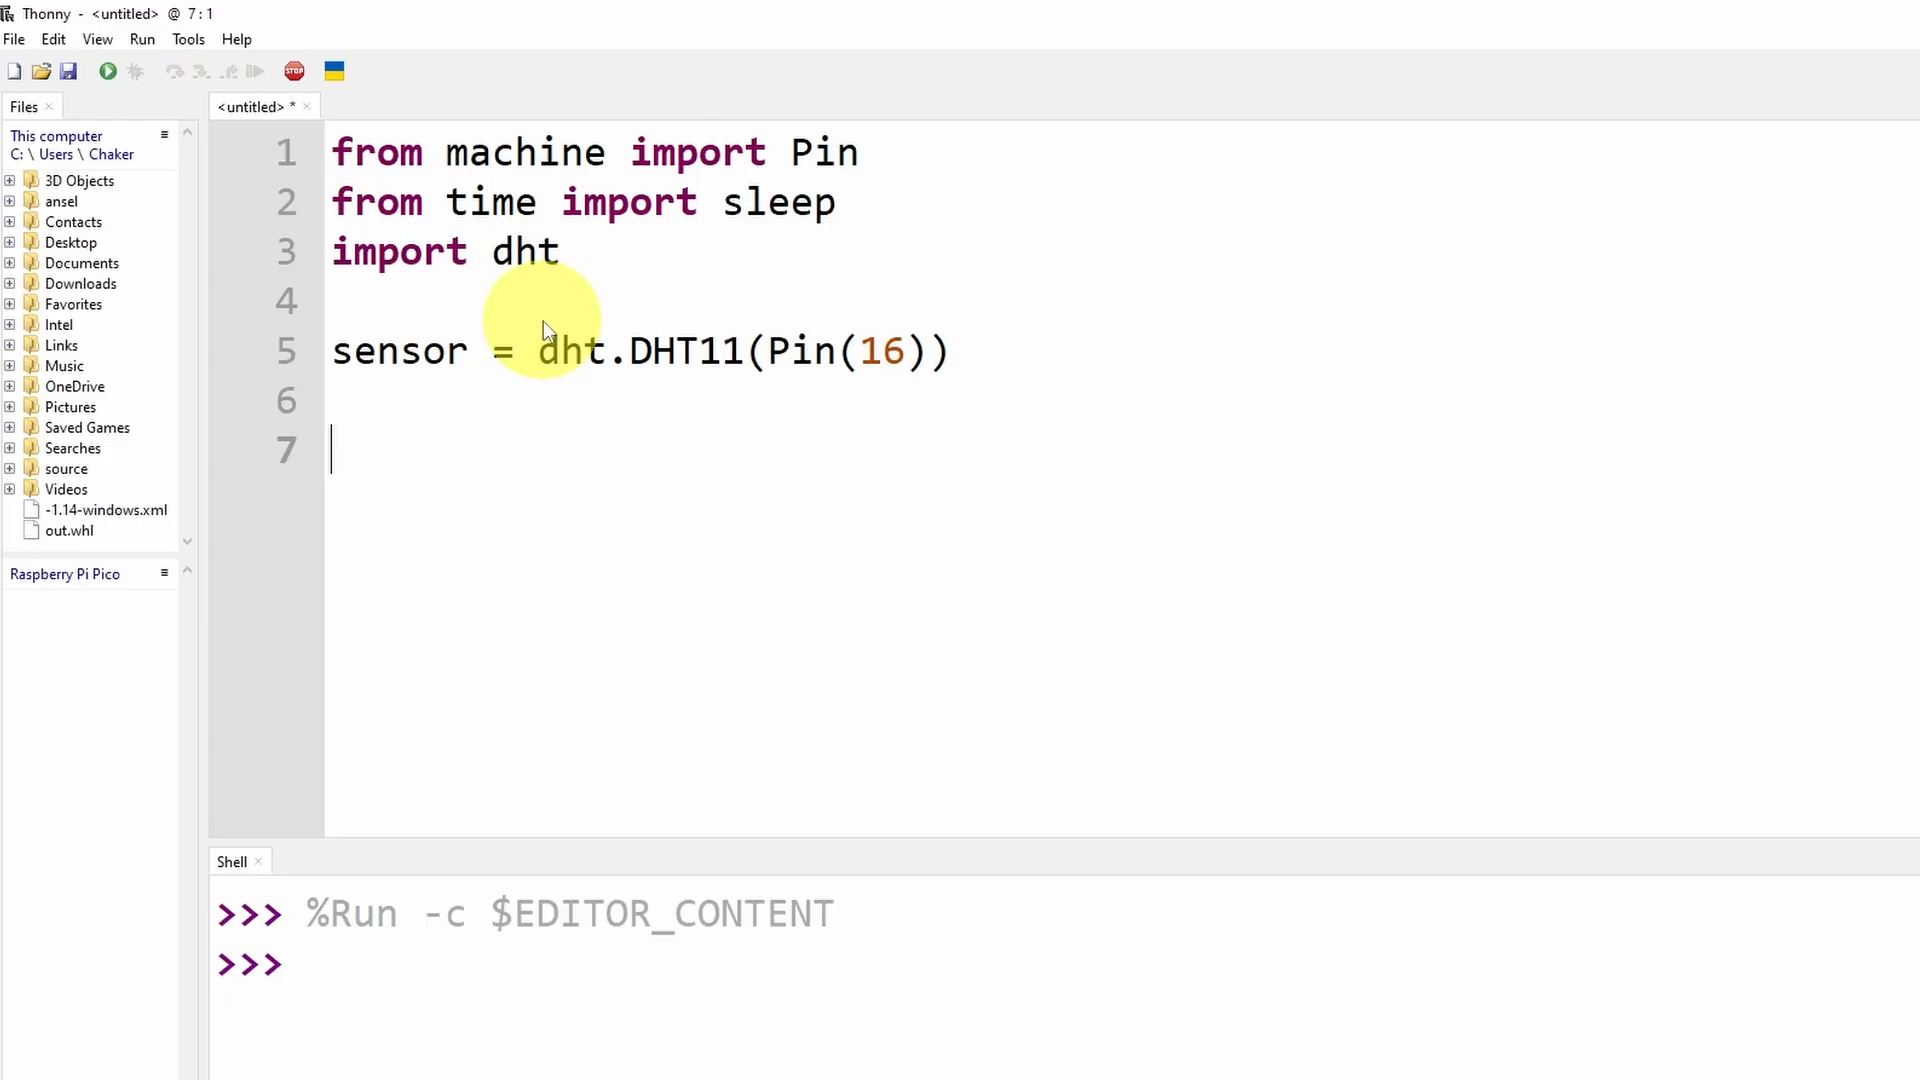 Thonny - <untitled> @ 7:1
File Edit View Run Tools Help
STOP
Files
<untitled> *
This computer
C: \ Users \ Chaker
3D Objects
ansel
Contacts
Desktop
Documents
Downloads
Favorites
Intel
Links
Music
OneDrive
Pictures
Saved Games
Searches
source
Videos
-1.14-windows.xml
out.whl
Raspberry Pi Pico
1 from machine import Pin
2 from time import sleep
3 import dht
4
5 sensor = dht.DHT11(Pin(16))
6
7
Shell
>>> %Run -c $EDITOR_CONTENT
>>>